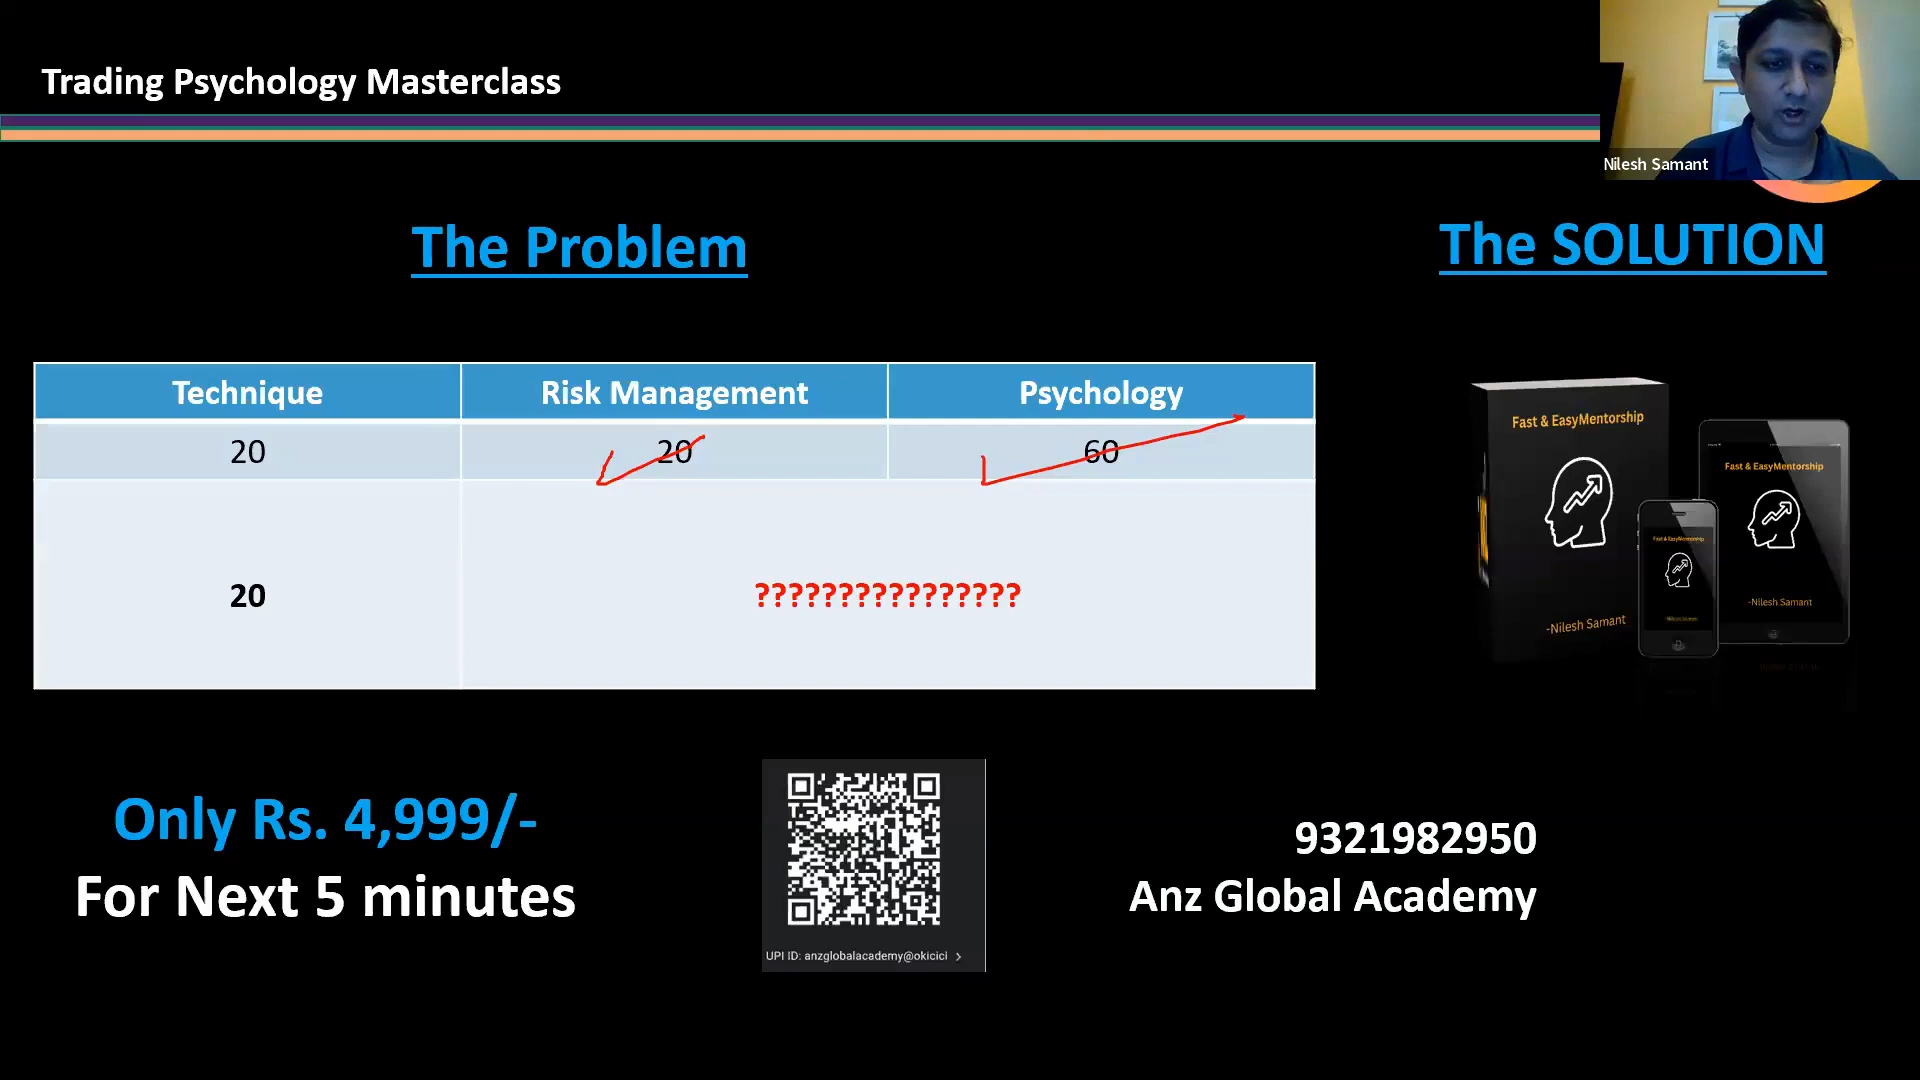 Trading Psychology Masterclass
Nilesh Samant
The Problem
The SOLUTION
Technique Risk Management Psychology
20 20 60
20 ????????????????
Fast & EasyMentorship
-Nilesh Samant
Fast & EasyMentorship
-Nilesh Samant
Fast & EasyMentorship
Only Rs. 4,999/-
For Next 5 minutes
UPI ID: anzglobalacademy@okicici >
9321982950
Anz Global Academy